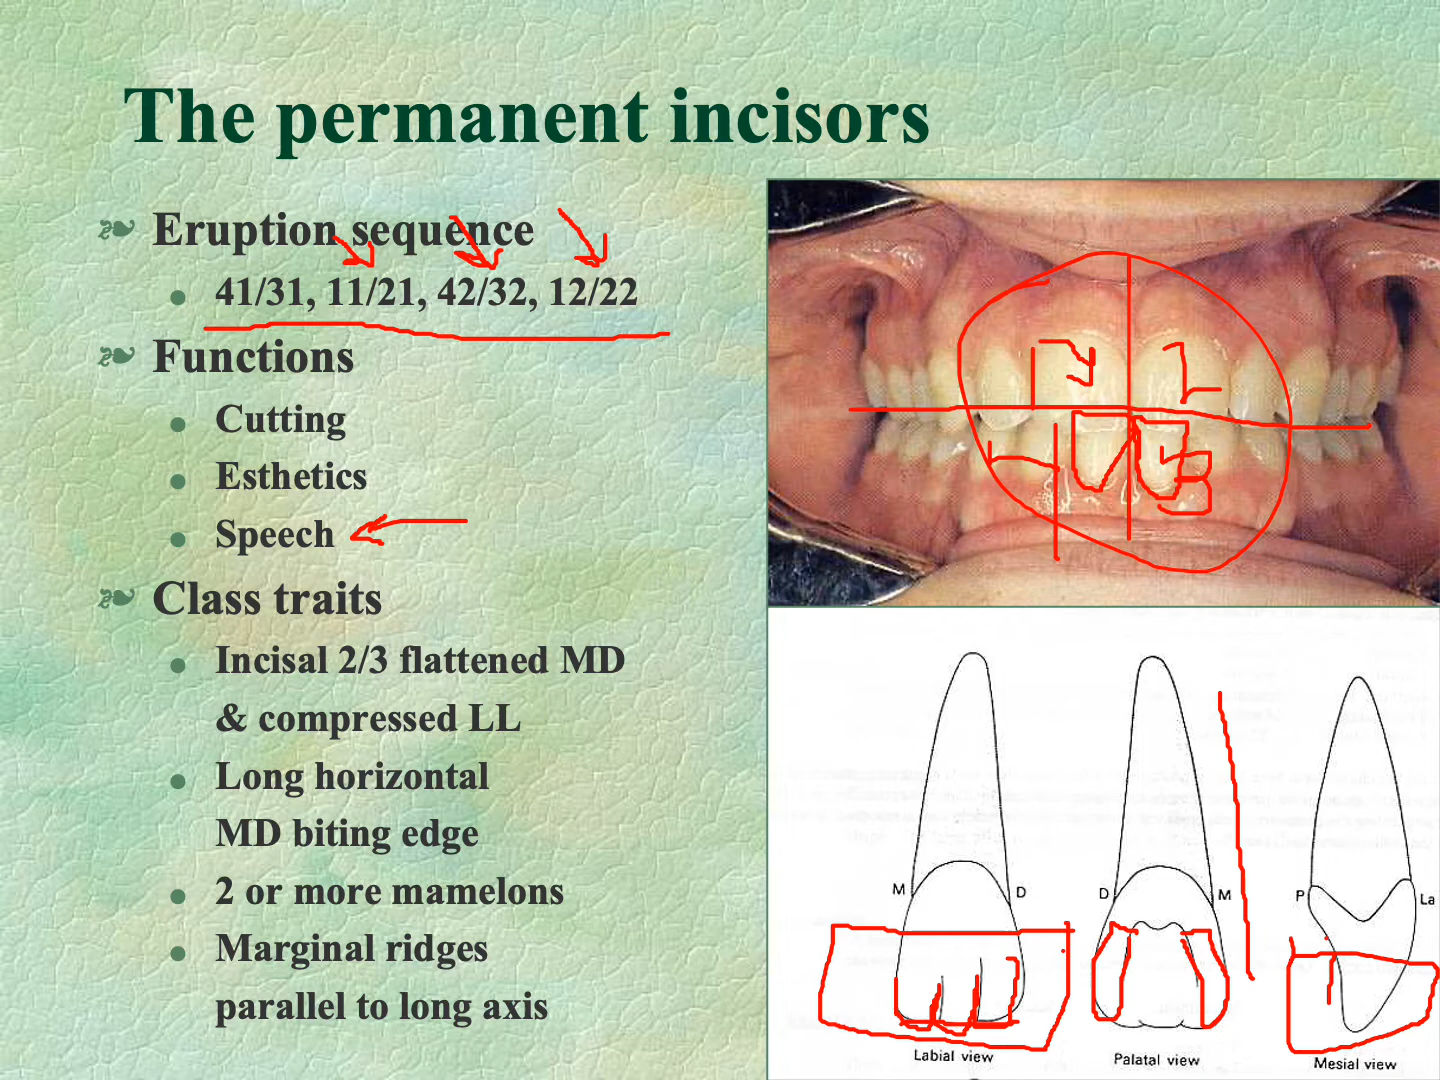 The permanent incisors
Eruption sequence
41/31, 11/21, 42/32, 12/22
Functions
Cutting
Esthetics
Speech
Class traits
Incisal 2/3 flattened MD
& compressed LL
Long horizontal
MD biting edge
2 or more mamelons
Marginal ridges
parallel to long axis
M D D M P La
Labial view Palatal view Mesial view